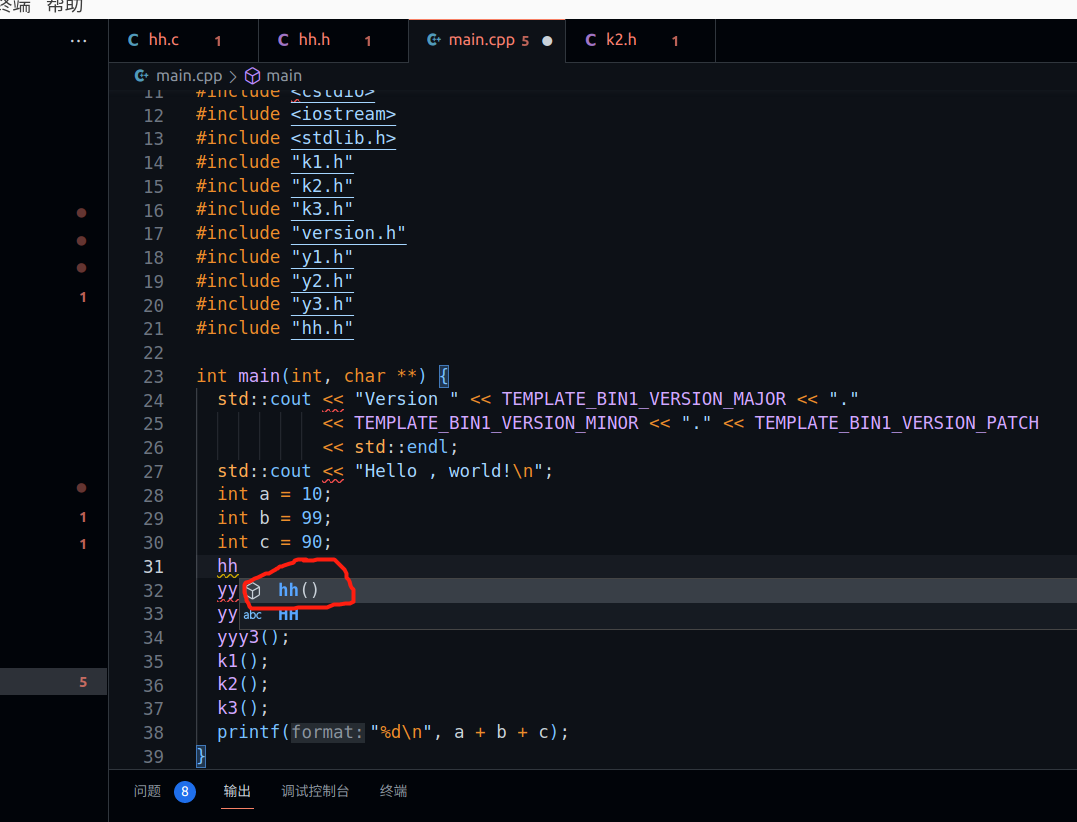 终端 帮助
... C hh.c 1 C hh.h 1 C+ main.cpp 5 ● C k2.h 1
C+ main.cpp > main
11 #include <cstdio>
12 #include <iostream>
13 #include <stdlib.h>
14 #include "k1.h"
15 #include "k2.h"
16 #include "k3.h"
17 #include "version.h"
18 #include "y1.h"
19 #include "y2.h"
20 #include "y3.h"
1
21 #include "hh.h"
22
23 int main(int, char **) {
24 std::cout << "Version " << TEMPLATE_BIN1_VERSION_MAJOR << "."
25 << TEMPLATE_BIN1_VERSION_MINOR << "." << TEMPLATE_BIN1_VERSION_PATCH
26 << std::endl;
27 std::cout << "Hello , world!\n";
28 int a = 10;
1
29 int b = 99;
1
30 int c = 90;
31 hh
32 yy hh()
33 yy abc HH
34 yyy3();
35 k1();
5
36 k2();
37 k3();
38 printf(format: "%d\n", a + b + c);
39 }
问题 8 输出 调试控制台 终端